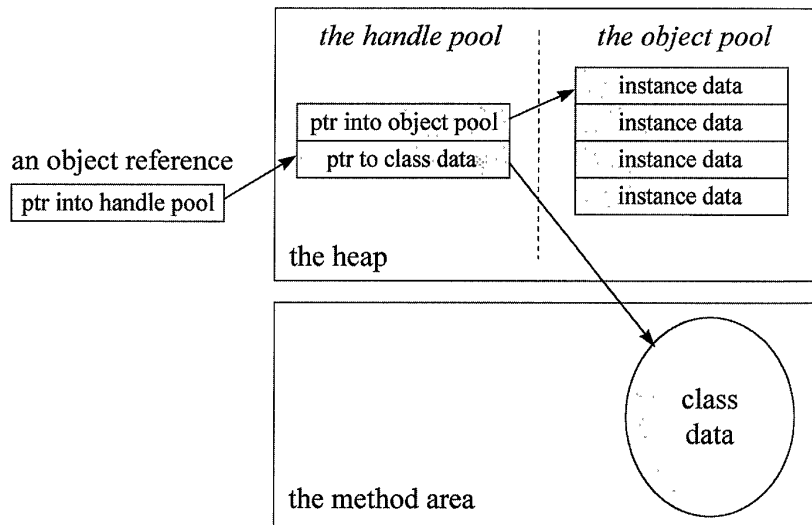 the handle pool
the object pool
instance data
ptr into object pool
instance data
an object reference
ptr to class data
instance data
ptr into handle pool
instance data
the heap
class
data
the method area